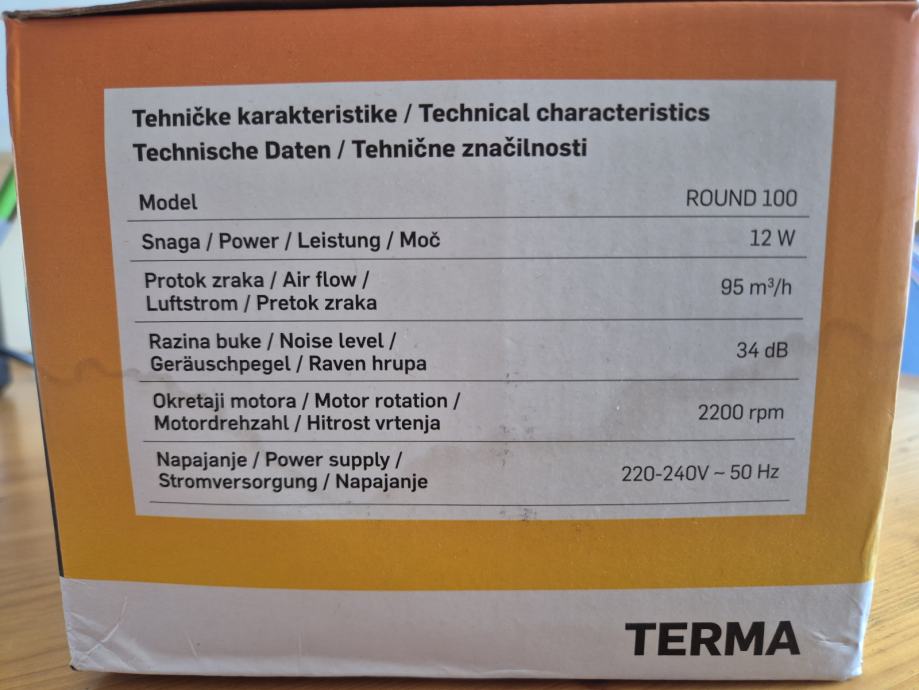 Tehničke karakteristike / Technical characteristics
Technische Daten / Tehnične značilnosti
Model ROUND 100
Snaga / Power / Leistung / Moč 12 W
Protok zraka / Air flow /
Luftstrom / Pretok zraka 95 m³/h
Razina buke / Noise level /
Geräuschpegel / Raven hrupa 34 dB
Okretaji motora / Motor rotation /
Motordrehzahl / Hitrost vrtenja 2200 rpm
Napajanje / Power supply /
Stromversorgung / Napajanje 220-240V ~ 50 Hz
TERMA